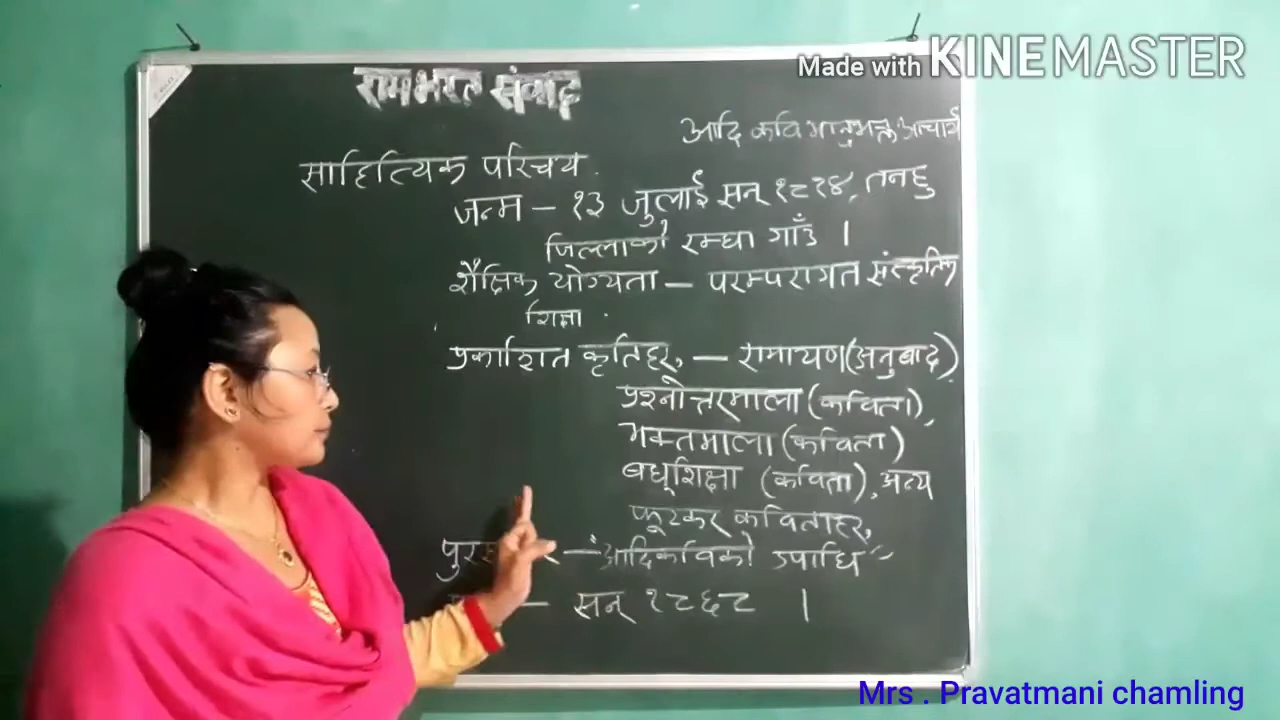 Made with KINEMASTER
राम भरत संवाद
आदि कवि भानुभक्त आचार्य
साहित्यिक परिचय .
जन्म — १३ जुलाई सन् १८१४, तनहु
जिल्लाको रम्घा गाँउ ।
शैक्षिक योग्यता — परम्परागत संस्कृतिक
शिक्षा .
प्रकाशित कृतिहरू — रामायण (अनुबाद),
प्रश्नोत्तरमाला (कविता),
भक्तमाला (कविता)
बधूशिक्षा (कविता), अन्य
फूटकर कविताहरू
— "आदिकविको उपाधि"
— सन् १८६८ ।
Mrs . Pravatmani chamling